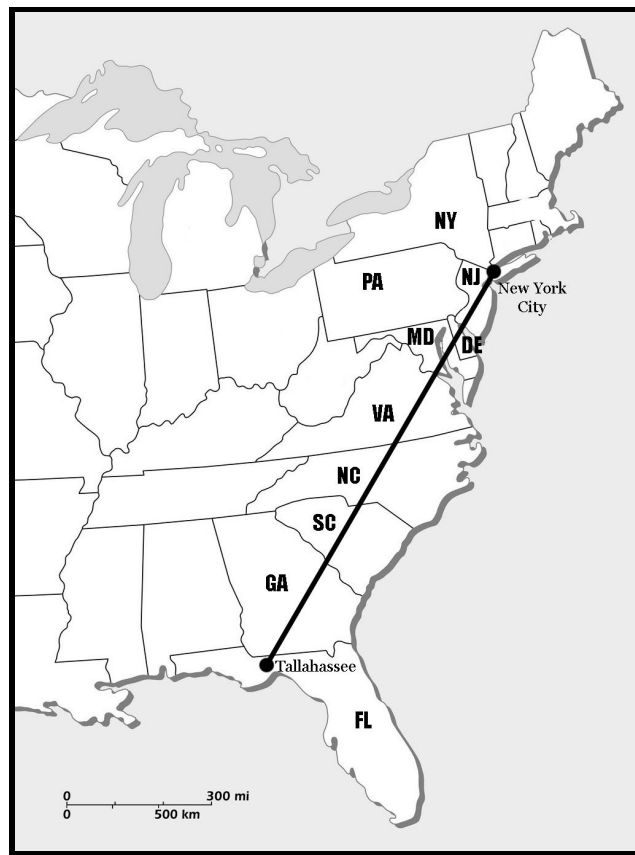 NY
PA
NJ
New York
City
MD
DE
VA
NC
SC
GA
Tallahassee
FL
0 300 mi
0 500 km